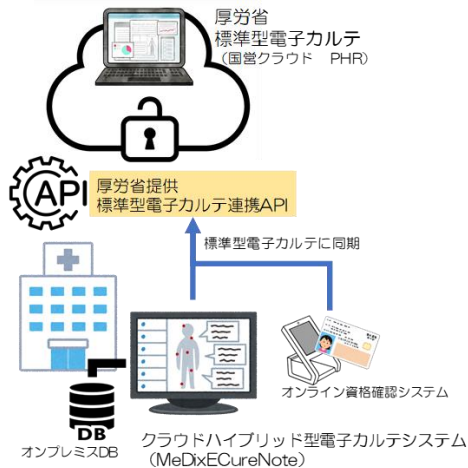 厚労省
標準型電子カルテ
（国営クラウド　PHR）
API
厚労省提供
標準型電子カルテ連携API
標準型電子カルテに同期
オンライン資格確認システム
DB
オンプレミスDB
クラウドハイブリッド型電子カルテシステム
（MeDixECureNote）